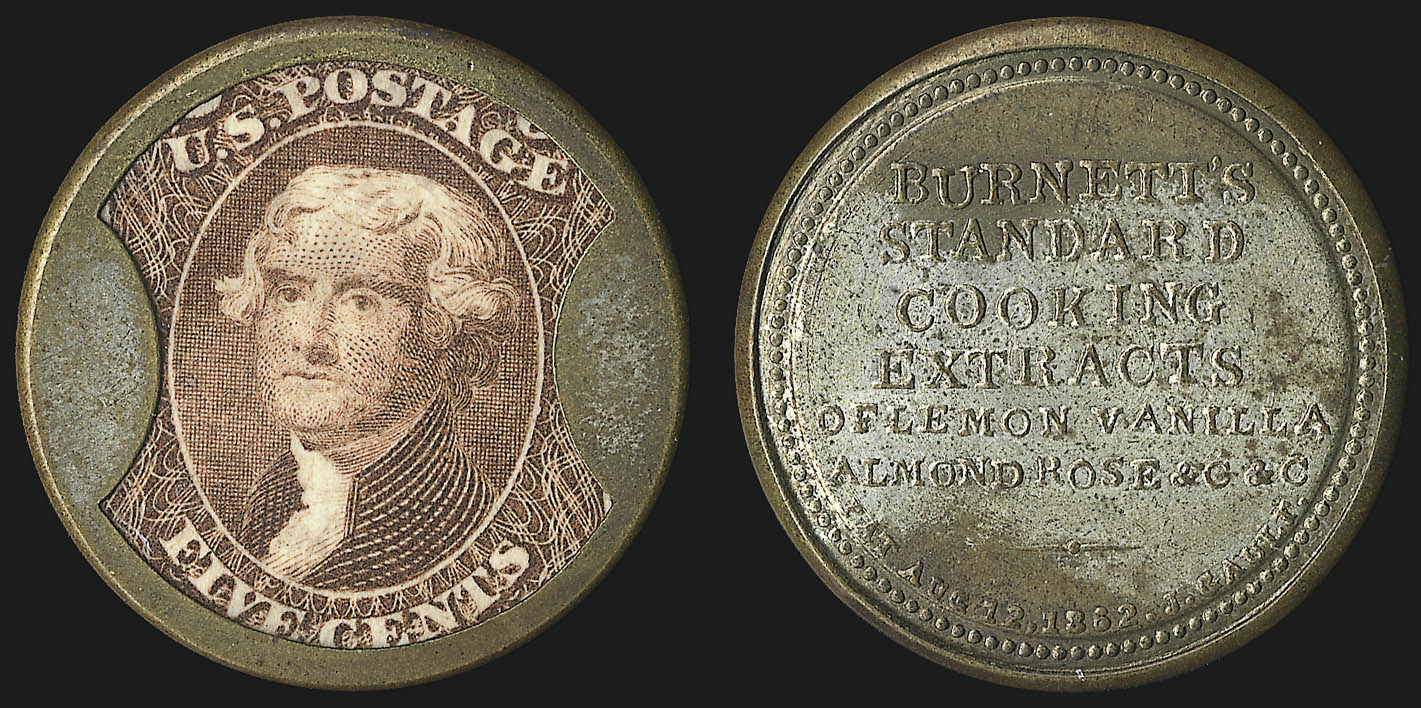 U.S. POSTAGE
FIVE CENTS
BURNETT'S
STANDARD
COOKING
EXTRACTS
OF LEMON VANILLA
ALMOND ROSE &C &C
PAT AUG 12, 1862. J. GAULT.